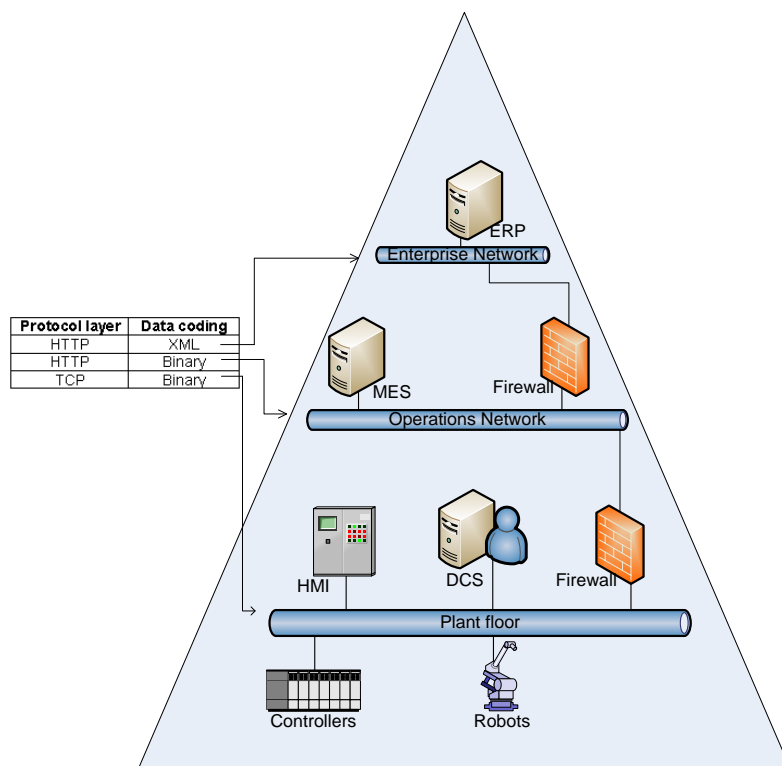 ERP
Enterprise Network
Protocol layer Data coding
HTTP XML
HTTP Binary
TCP Binary
MES
Firewall
Operations Network
HMI
DCS
Firewall
Plant floor
Controllers
Robots